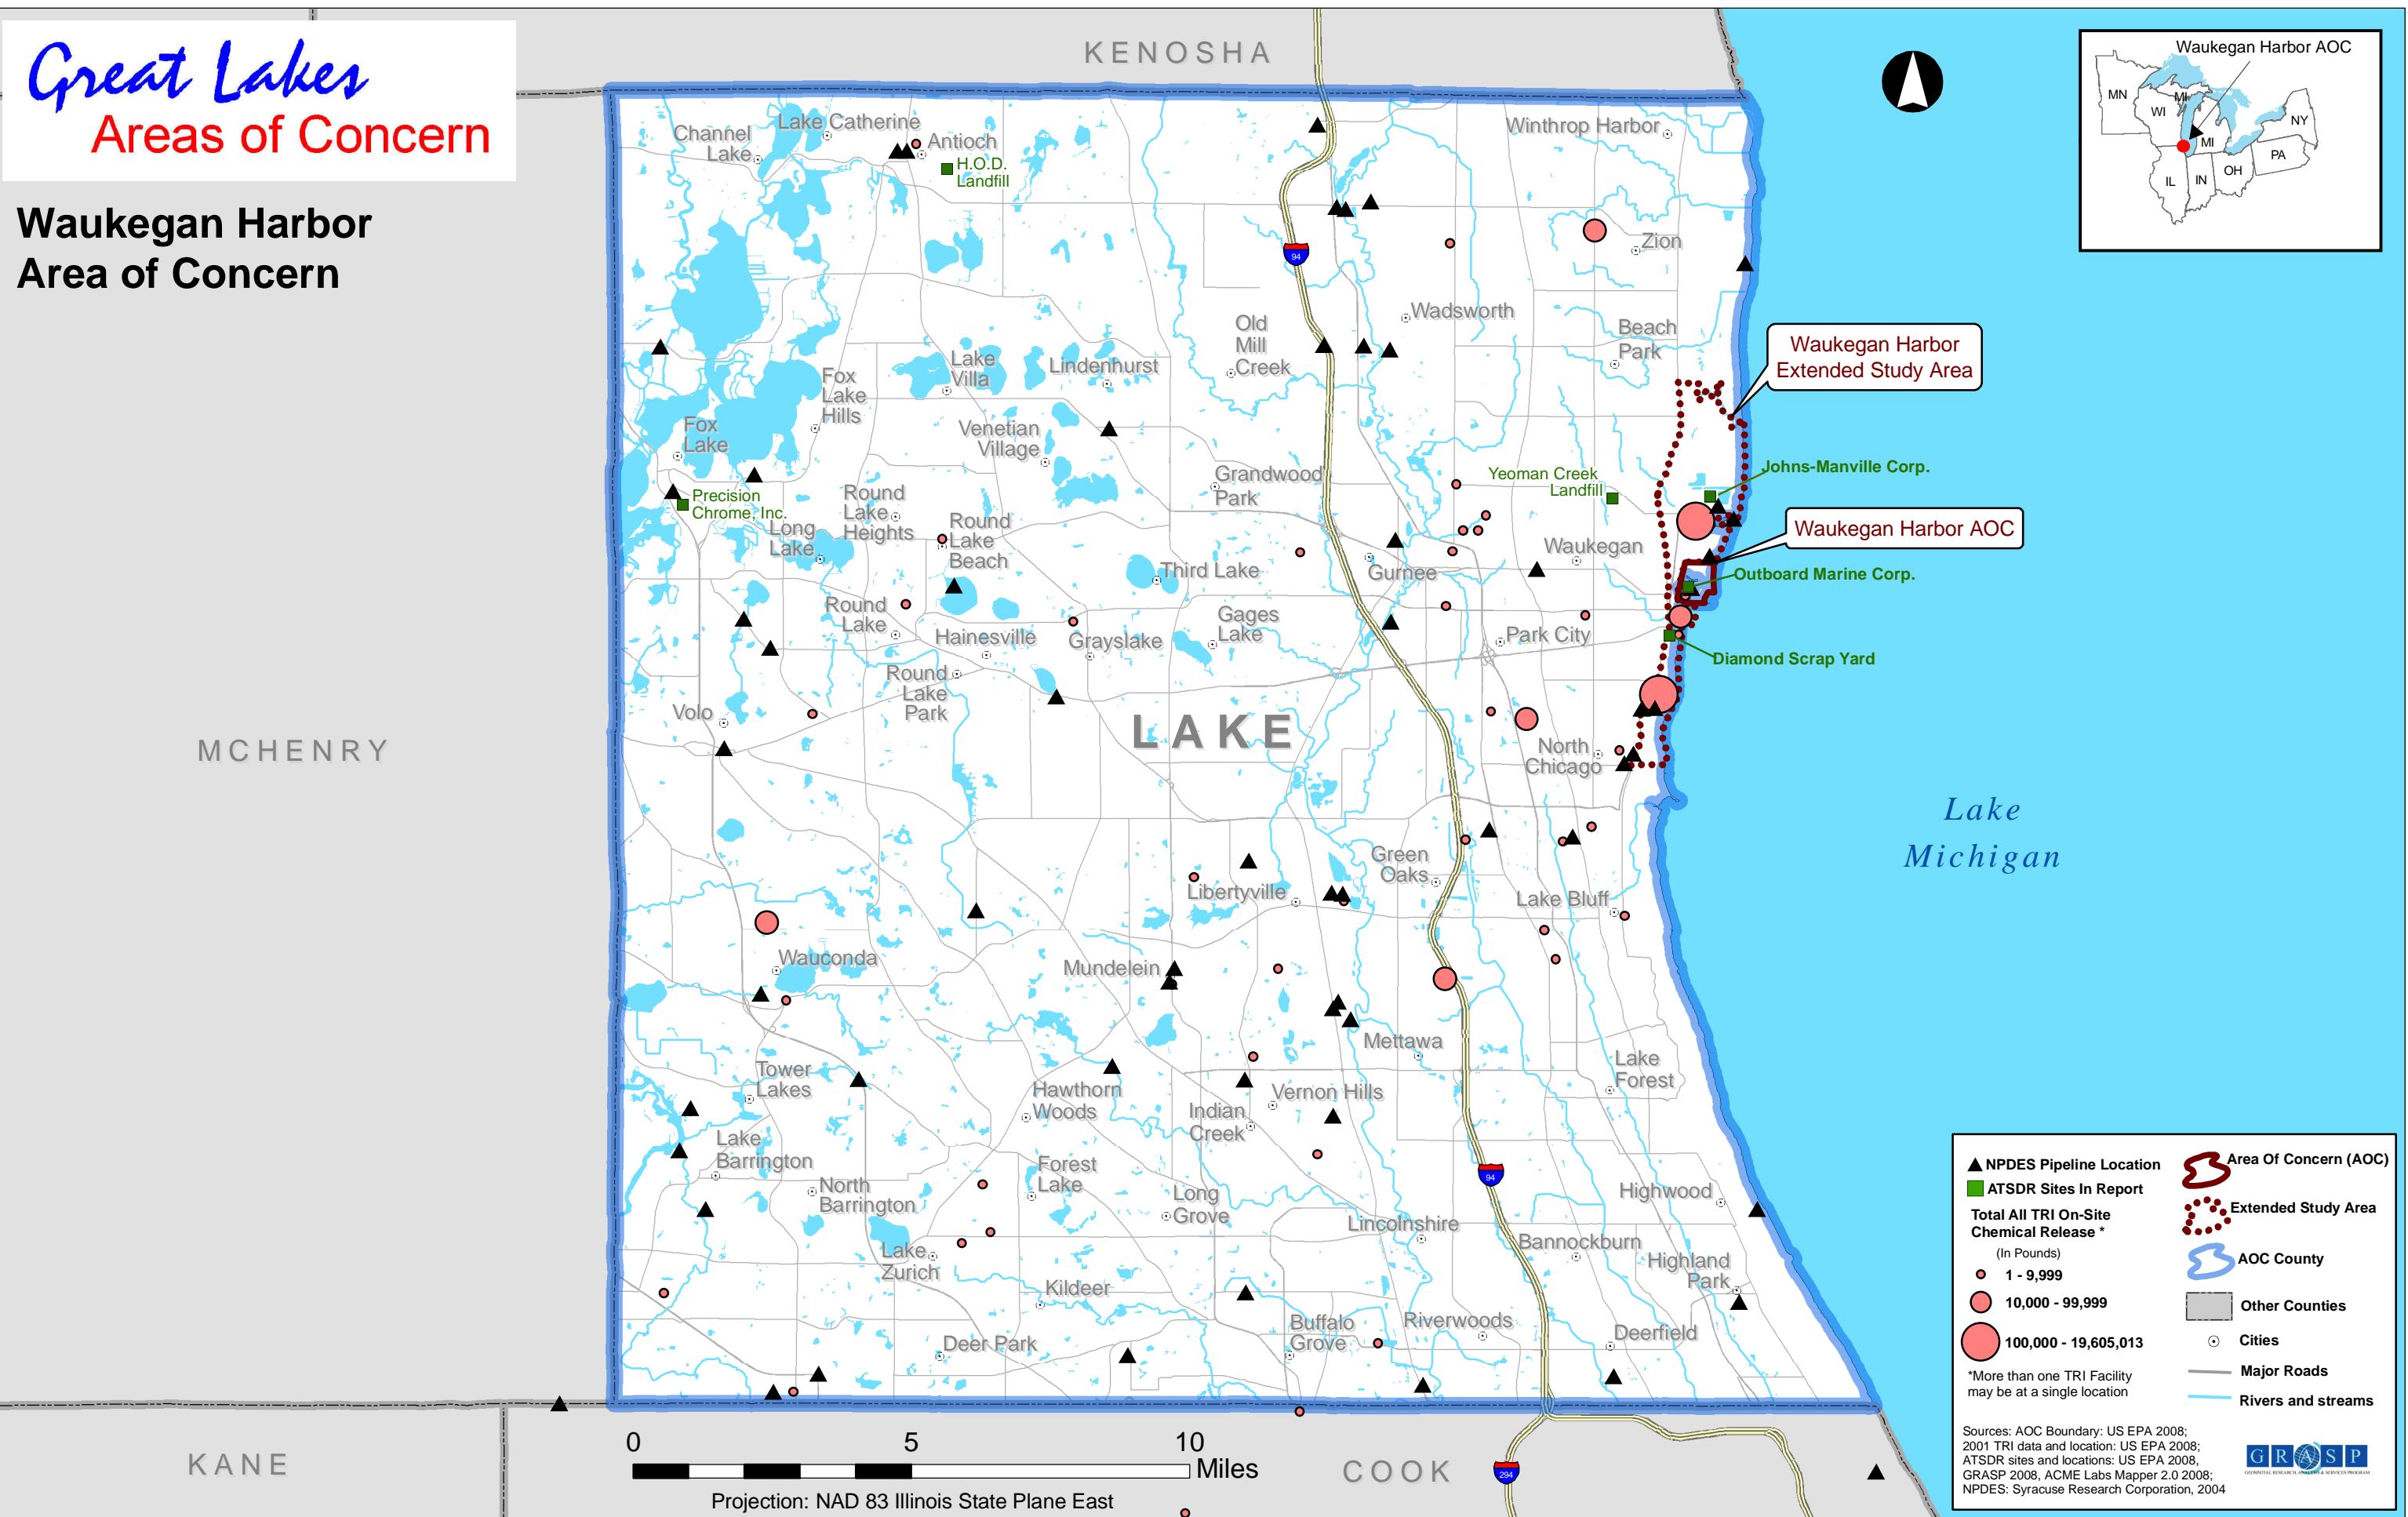 Great Lakes
Areas of Concern
Waukegan Harbor
Area of Concern
KENOSHA
Waukegan Harbor AOC
MN
WI
MI
MI
NY
PA
OH
IL
IN
Channel
Lake
Lake Catherine
Antioch
H.O.D.
Landfill
Winthrop Harbor
Zion
94
Wadsworth
Old
Mill
Creek
Beach
Park
Waukegan Harbor
Extended Study Area
Lake
Villa
Lindenhurst
Fox
Lake
Hills
Fox
Lake
Venetian
Village
Grandwood
Park
Yeoman Creek
Landfill
Johns-Manville Corp.
Precision
Chrome, Inc.
Round
Lake
Heights
Long
Lake
Round
Lake
Beach
Waukegan Harbor AOC
Waukegan
Third Lake
Gurnee
Outboard Marine Corp.
Round
Lake
Hainesville
Grayslake
Gages
Lake
Park City
Diamond Scrap Yard
Round
Lake
Park
Volo
LAKE
MCHENRY
North
Chicago
Lake
Michigan
Green
Oaks
Libertyville
Lake Bluff
Wauconda
Mundelein
Mettawa
Lake
Forest
Tower
Lakes
Hawthorn
Woods
Vernon Hills
Indian
Creek
Lake
Barrington
North
Barrington
Forest
Lake
Long
Grove
94
Highwood
Lincolnshire
Bannockburn
Highland
Park
Lake
Zurich
Kildeer
Buffalo
Grove
Riverwoods
Deerfield
Deer Park
KANE
COOK
294
0 5 10
Miles
Projection: NAD 83 Illinois State Plane East
NPDES Pipeline Location
ATSDR Sites In Report
Total All TRI On-Site
Chemical Release *
(In Pounds)
1 - 9,999
10,000 - 99,999
100,000 - 19,605,013
*More than one TRI Facility
may be at a single location
Area Of Concern (AOC)
Extended Study Area
AOC County
Other Counties
Cities
Major Roads
Rivers and streams
Sources: AOC Boundary: US EPA 2008;
2001 TRI data and location: US EPA 2008;
ATSDR sites and locations: US EPA 2008,
GRASP 2008, ACME Labs Mapper 2.0 2008;
NPDES: Syracuse Research Corporation, 2004
GRASP
GEOSPATIAL RESEARCH, ANALYSIS & SERVICES PROGRAM